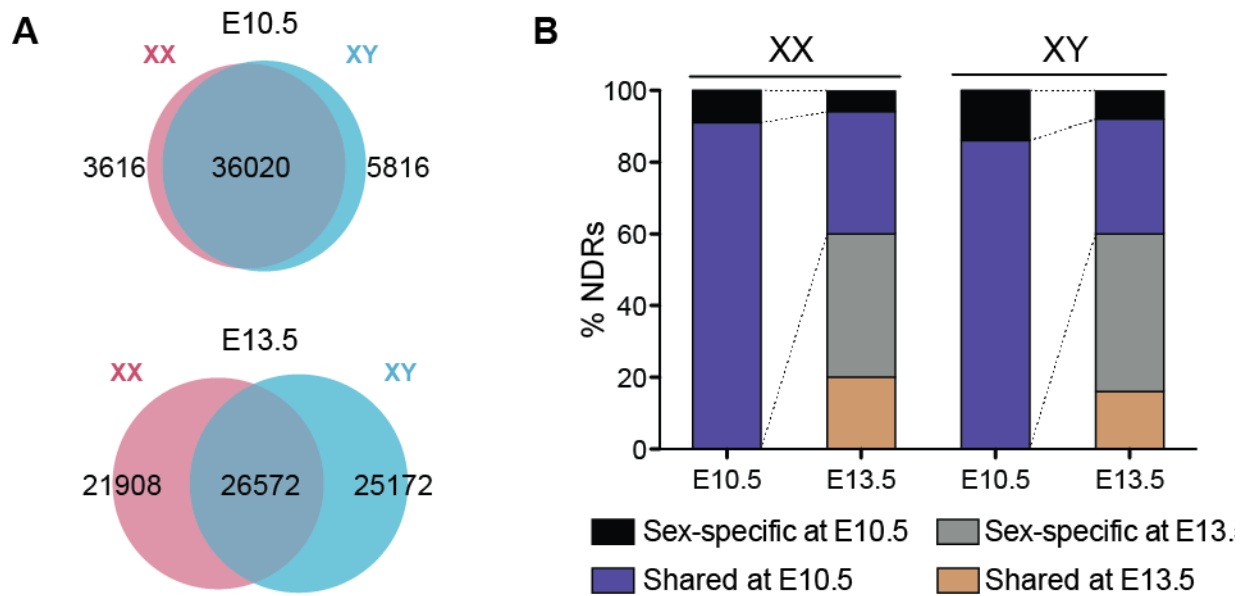 A
E10.5
XX XY
3616 36020 5816
E13.5
XX XY
21908 26572 25172
B
XX XY
% NDRs
100
80
60
40
20
0
E10.5 E13.5 E10.5 E13.5
Sex-specific at E10.5 Sex-specific at E13.5
Shared at E10.5 Shared at E13.5